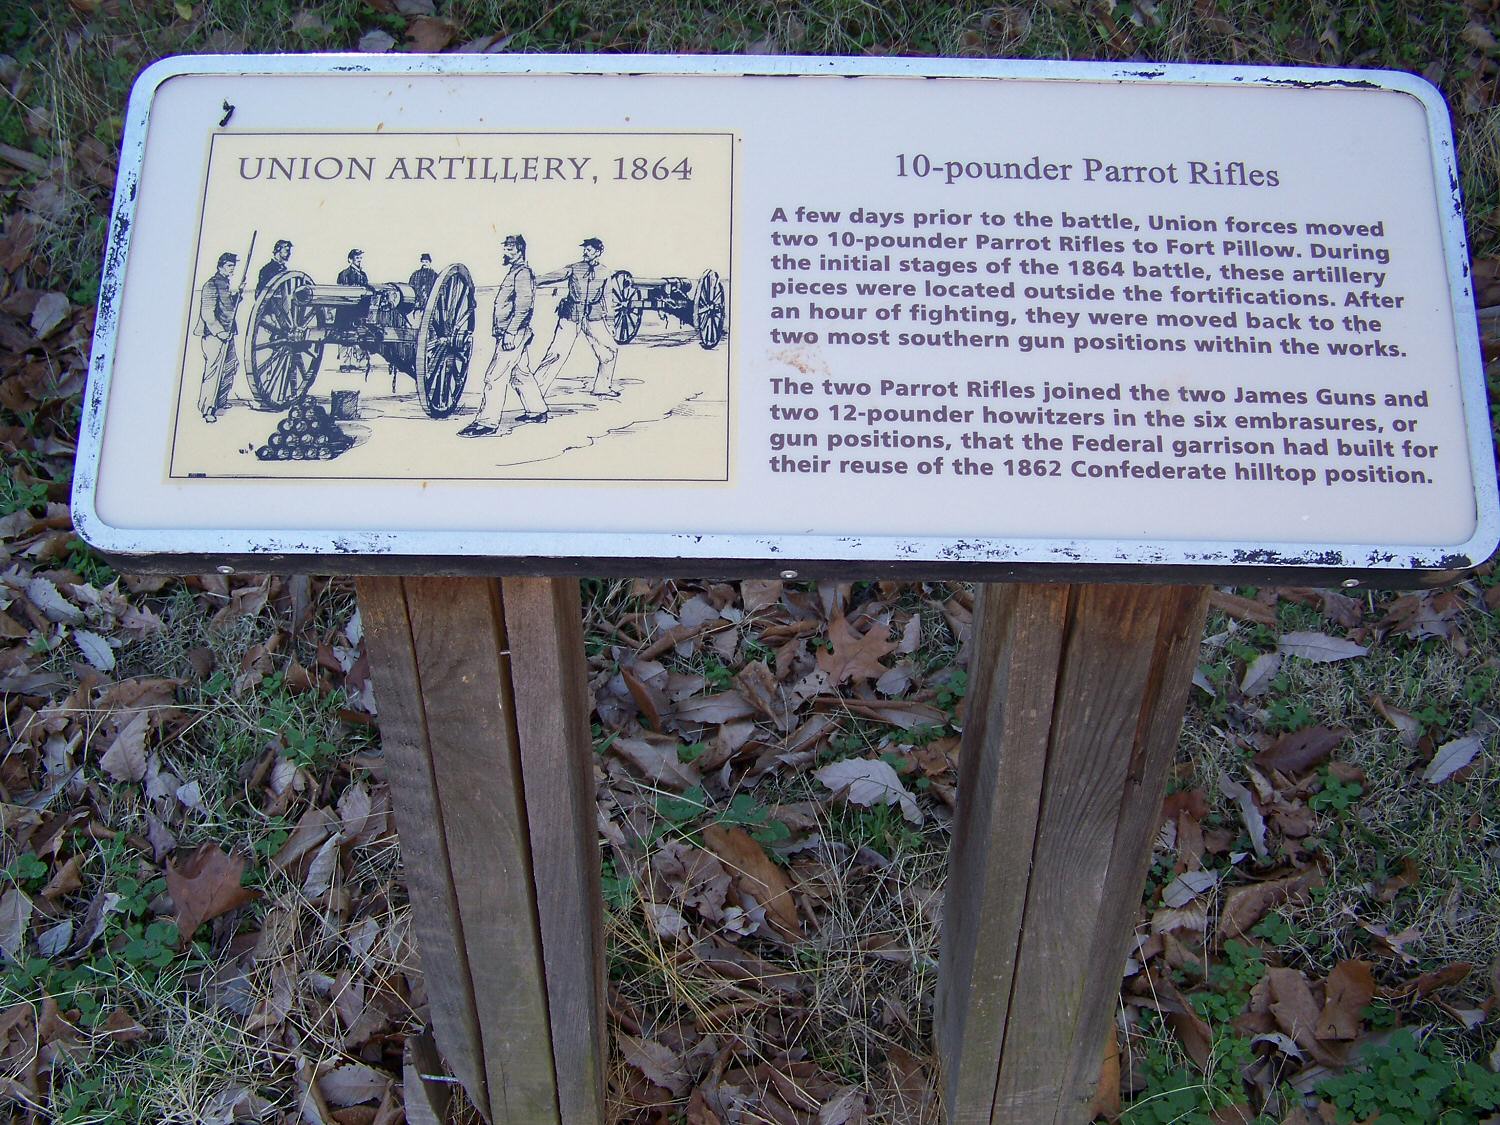 UNION ARTILLERY, 1864
10-pounder Parrot Rifles
A few days prior to the battle, Union forces moved
two 10-pounder Parrot Rifles to Fort Pillow. During
the initial stages of the 1864 battle, these artillery
pieces were located outside the fortifications. After
an hour of fighting, they were moved back to the
two most southern gun positions within the works.
The two Parrot Rifles joined the two James Guns and
two 12-pounder howitzers in the six embrasures, or
gun positions, that the Federal garrison had built for
their reuse of the 1862 Confederate hilltop position.